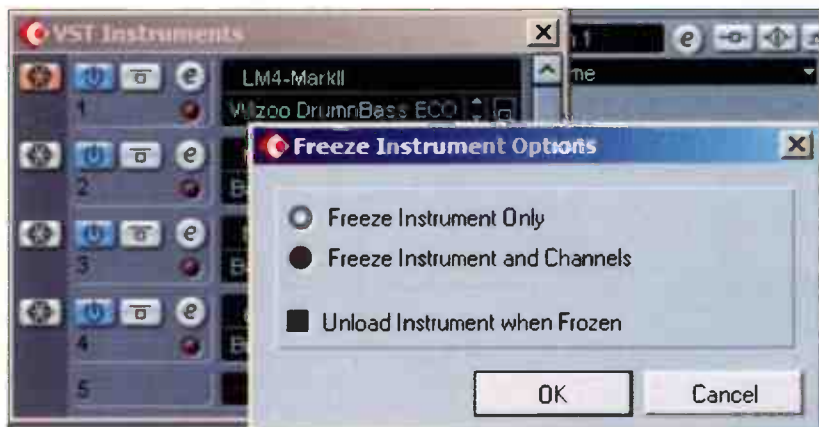 VST Instruments
e
LM4-MarkII
1
Wizoo DrumnBass ECO
e
2
e
3
e
4
5
e
Freeze Instrument Options
Freeze Instrument Only
Freeze Instrument and Channels
Unload Instrument when Frozen
OK
Cancel